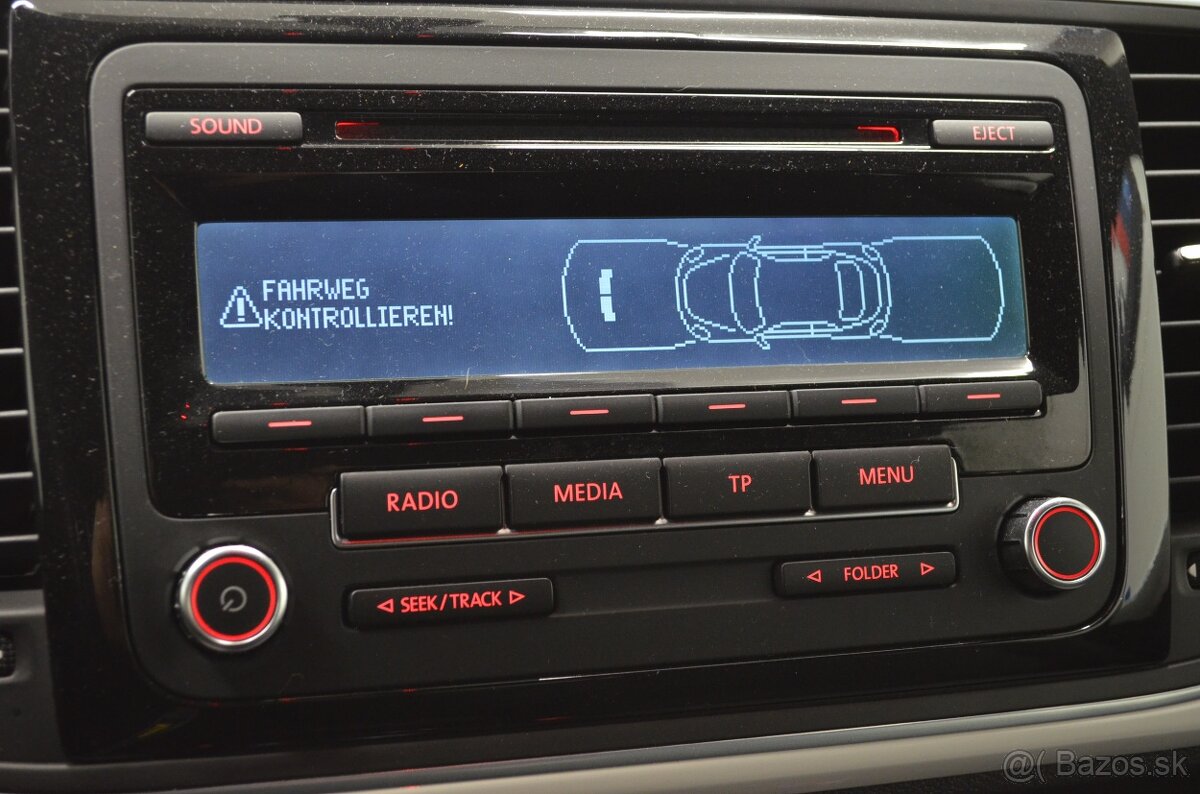 SOUND
EJECT
FAHRWEG
KONTROLLIEREN!
RADIO
MEDIA
TP
MENU
SEEK/TRACK
FOLDER
@( Bazos.sk